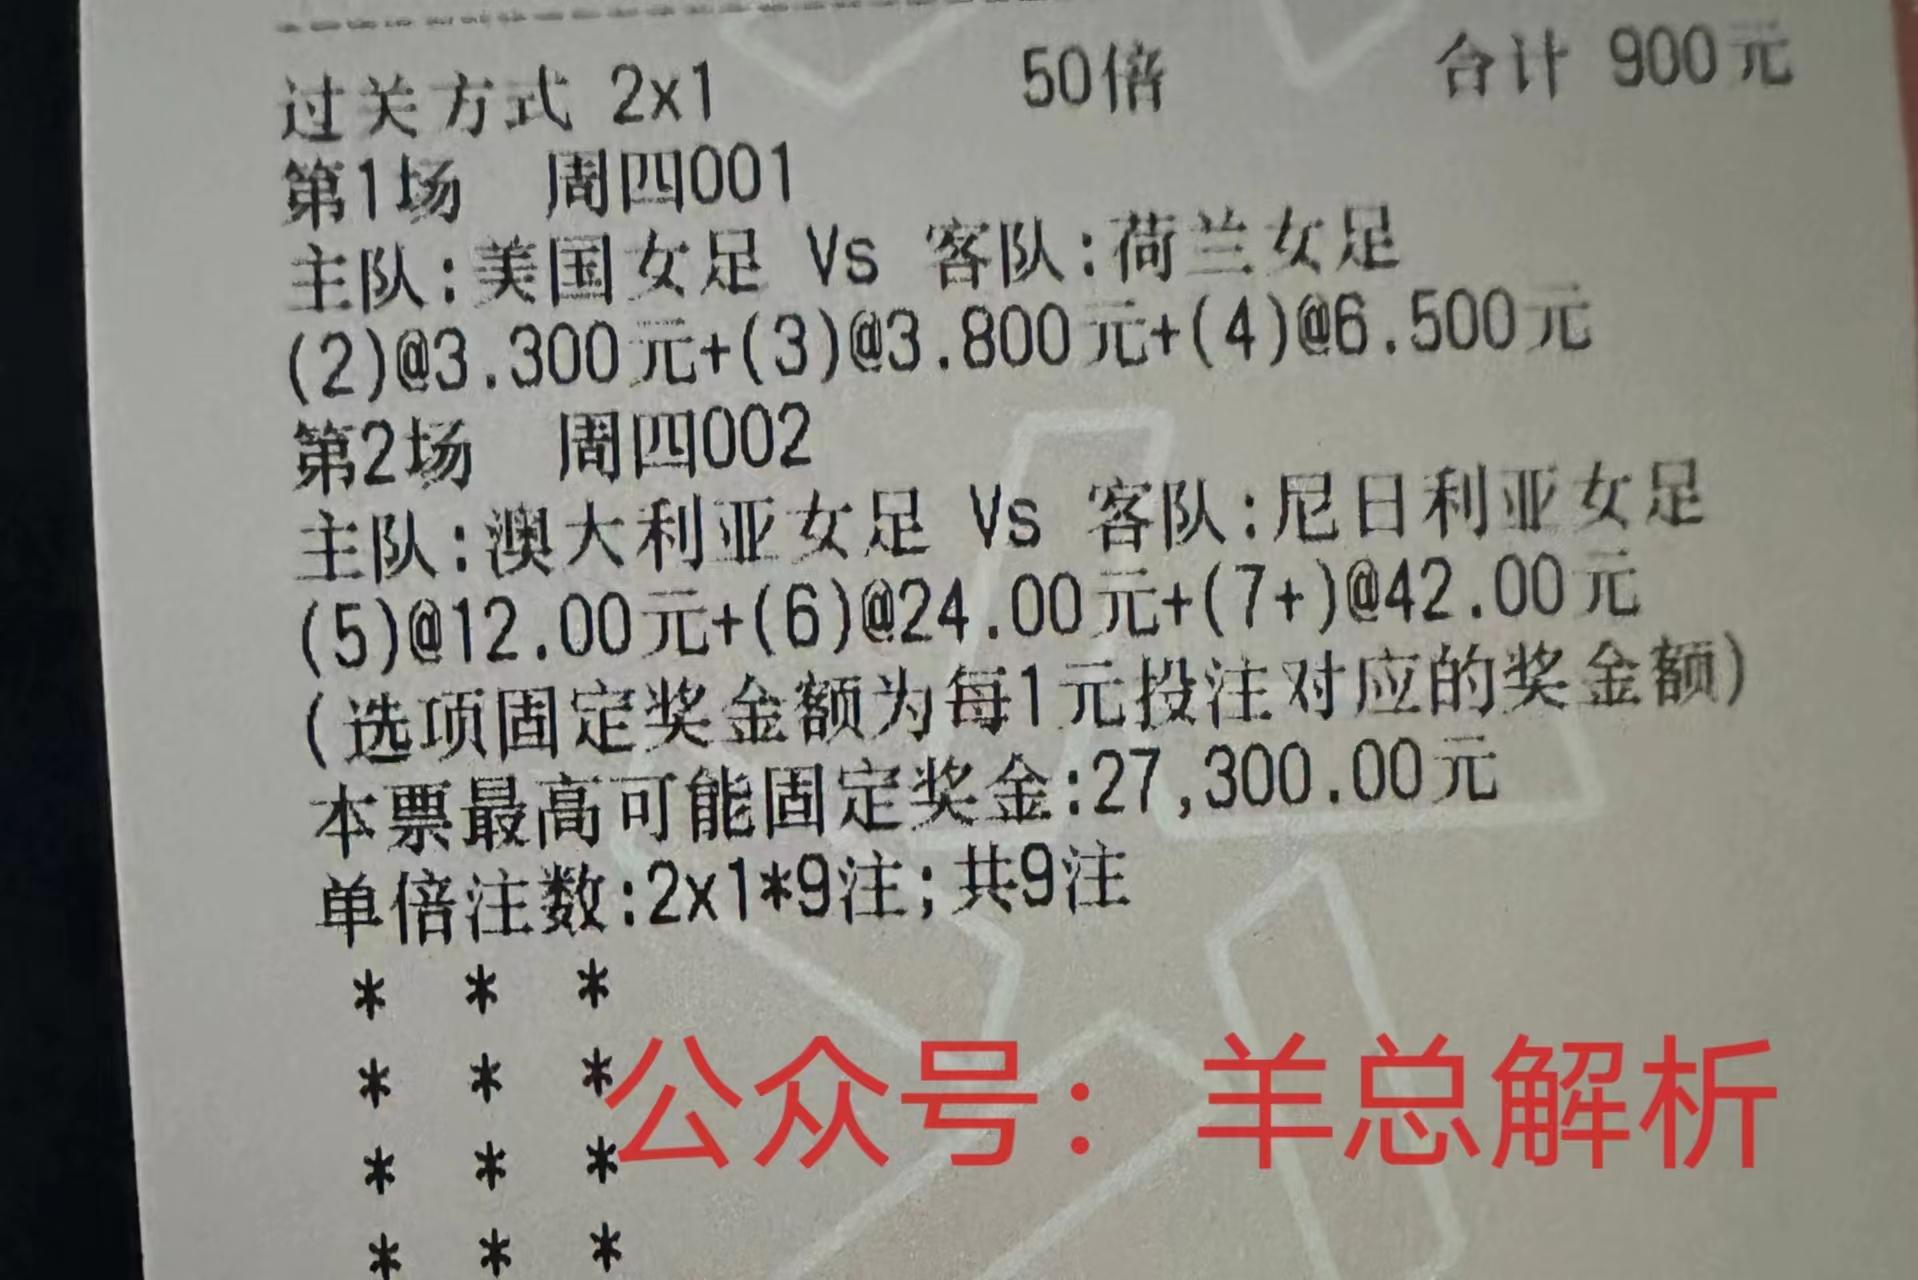 过关方式 2x1 50倍 合计 900元
第1场 周四001
主队:美国女足 Vs 客队:荷兰女足
(2)@3.300元+(3)@3.800元+(4)@6.500元
第2场 周四002
主队:澳大利亚女足 Vs 客队:尼日利亚女足
(5)@12.00元+(6)@24.00元+(7+)@42.00元
(选项固定奖金额为每1元投注对应的奖金额)
本票最高可能固定奖金:27,300.00元
单倍注数:2x1*9注;共9注
* * *
* * *
公众号：羊总解析
* * *
* * *